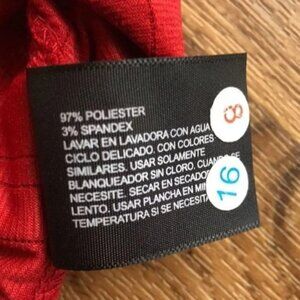 97% POLIESTER
3% SPANDEX
LAVAR EN LAVADORA CON AGUA
CICLO DELICADO. CON COLORES
SIMILARES. USAR SOLAMENTE
BLANQUEADOR SIN CLORO. CUANDO SE
NECESITE. SECAR EN SECADOR
LENTO. USAR PLANCHA EN
TEMPERATURA SI SE NECESITA
8
16